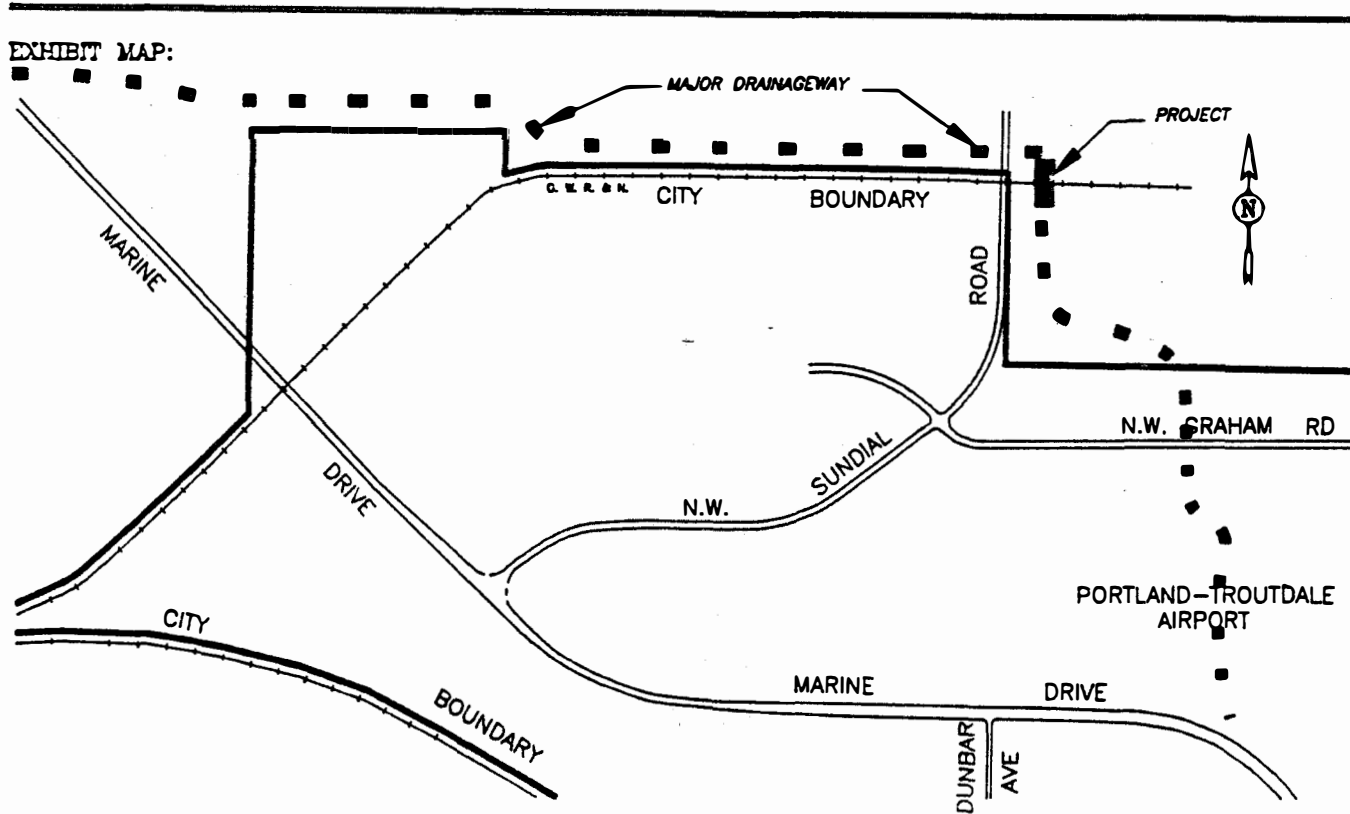 EXHIBIT MAP:
MAJOR DRAINAGEWAY
PROJECT
O. W. R. & N.
CITY BOUNDARY
N
MARINE
ROAD
N.W. GRAHAM RD
DRIVE
SUNDIAL
N.W.
PORTLAND-TROUTDALE
AIRPORT
CITY
MARINE DRIVE
BOUNDARY
DUNBAR
AVE